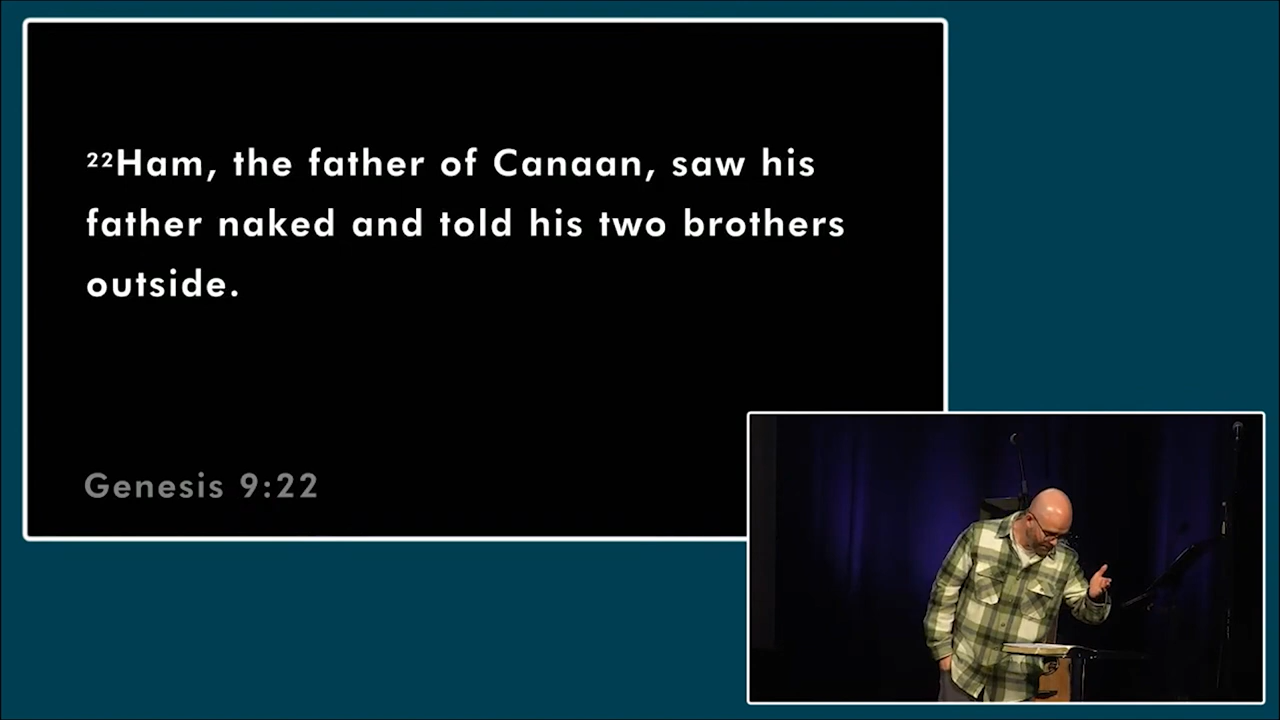 ²²Ham, the father of Canaan, saw his
father naked and told his two brothers
outside.
Genesis 9:22